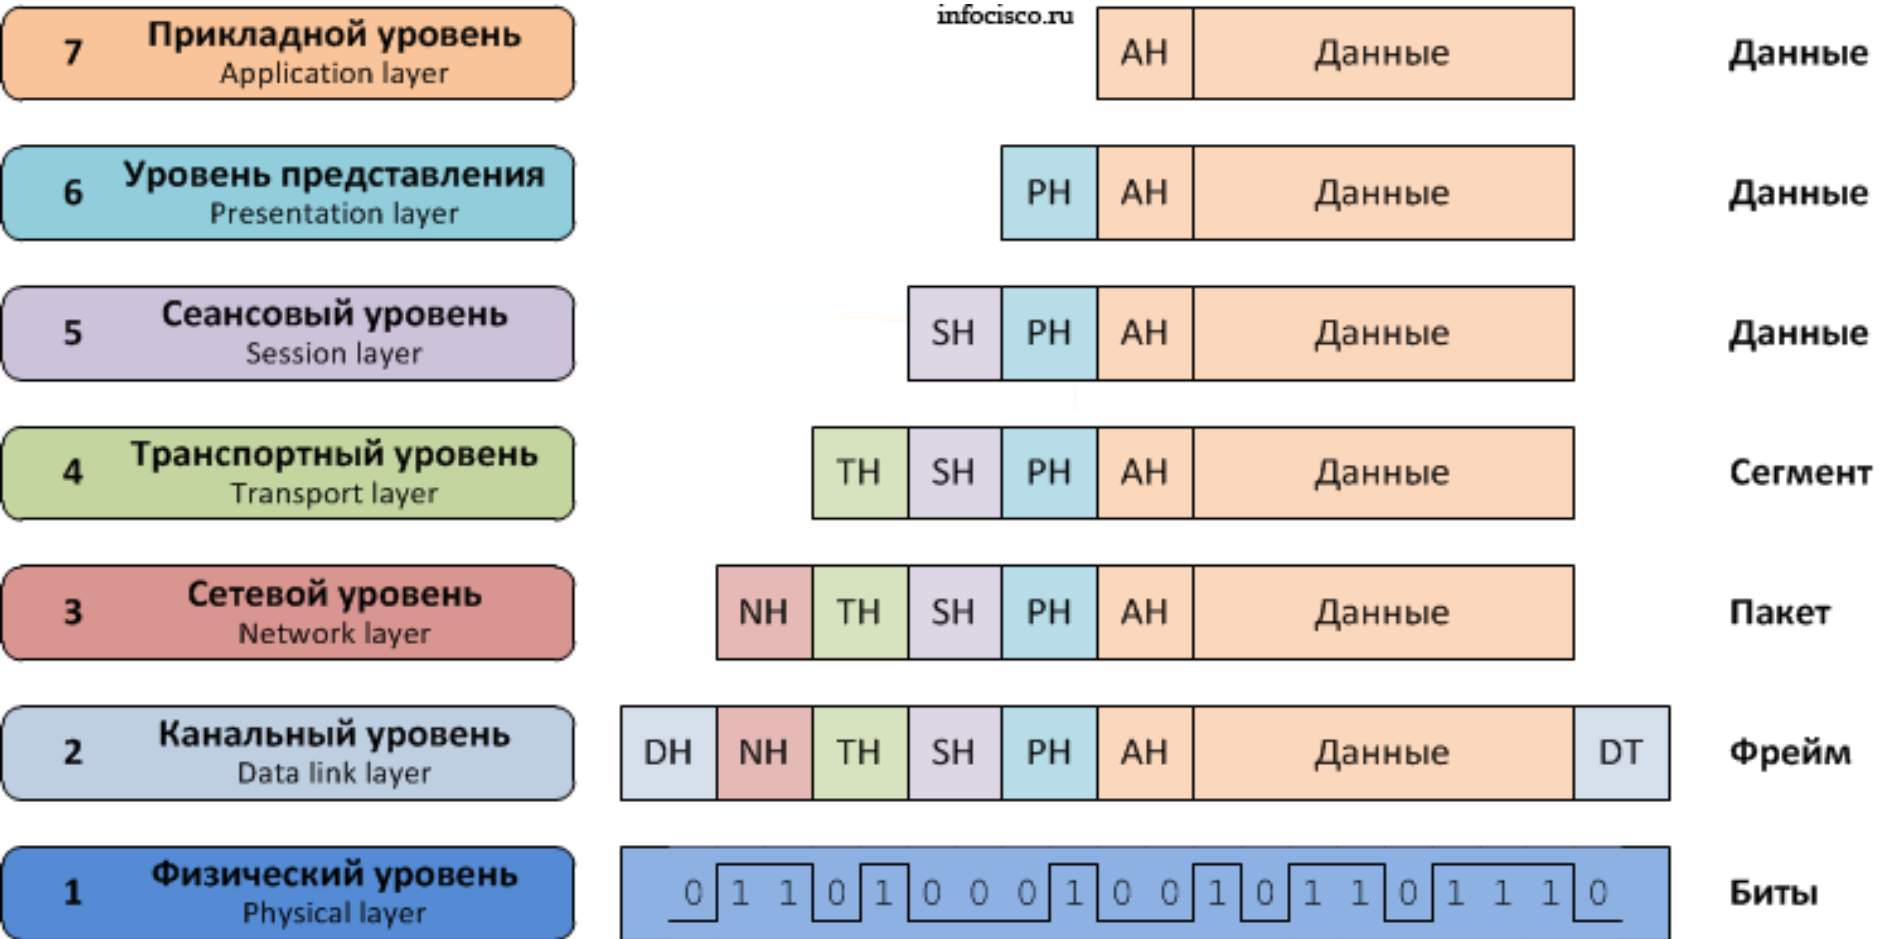 infocisco.ru
7 Прикладной уровень
Application layer
AH Данные
Данные
6 Уровень представления
Presentation layer
PH AH Данные
Данные
5 Сеансовый уровень
Session layer
SH PH AH Данные
Данные
4 Транспортный уровень
Transport layer
TH SH PH AH Данные
Сегмент
3 Сетевой уровень
Network layer
NH TH SH PH AH Данные
Пакет
2 Канальный уровень
Data link layer
DH NH TH SH PH AH Данные DT
Фрейм
1 Физический уровень
Physical layer
0 1 1 0 1 0 0 0 1 0 0 1 0 1 1 0 1 1 1 0
Биты